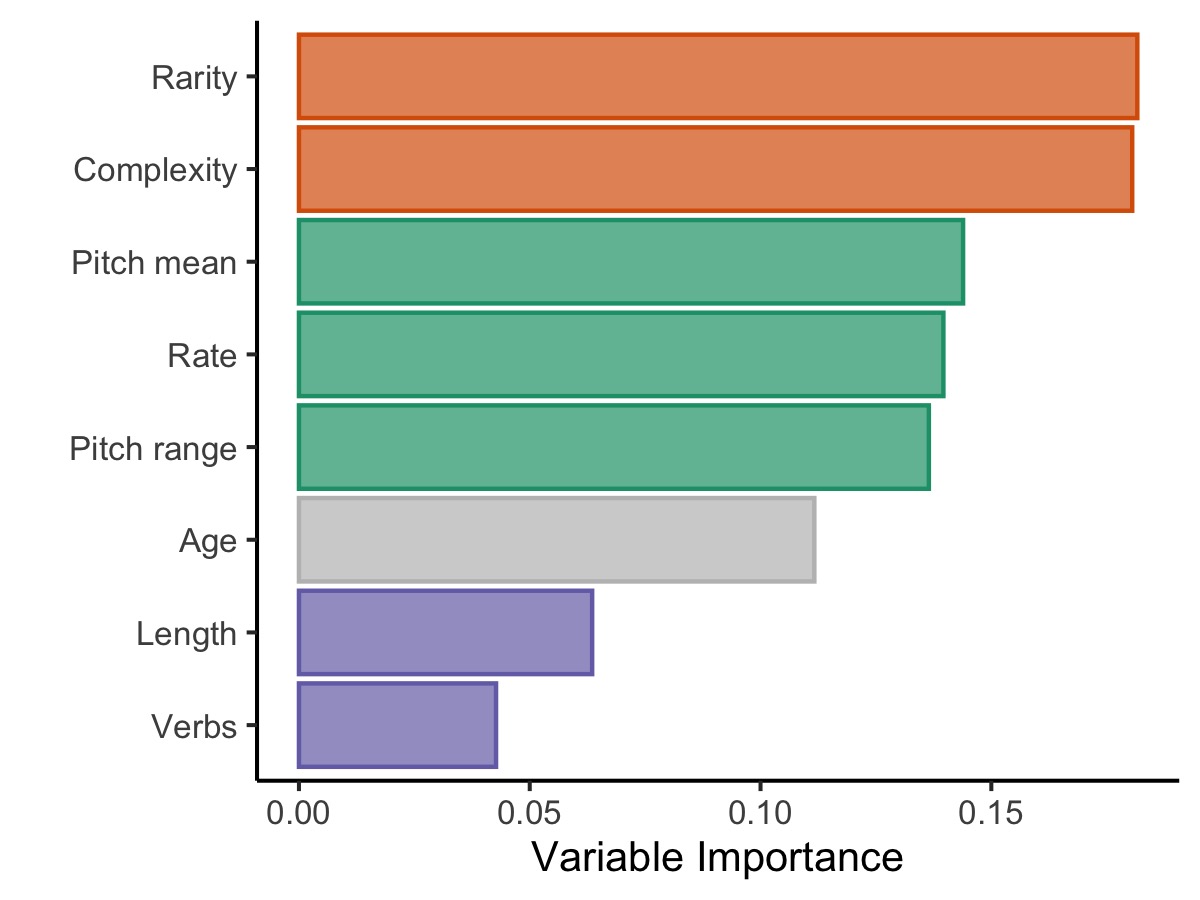 Rarity
Complexity
Pitch mean
Rate
Pitch range
Age
Length
Verbs
0.00 0.05 0.10 0.15
Variable Importance